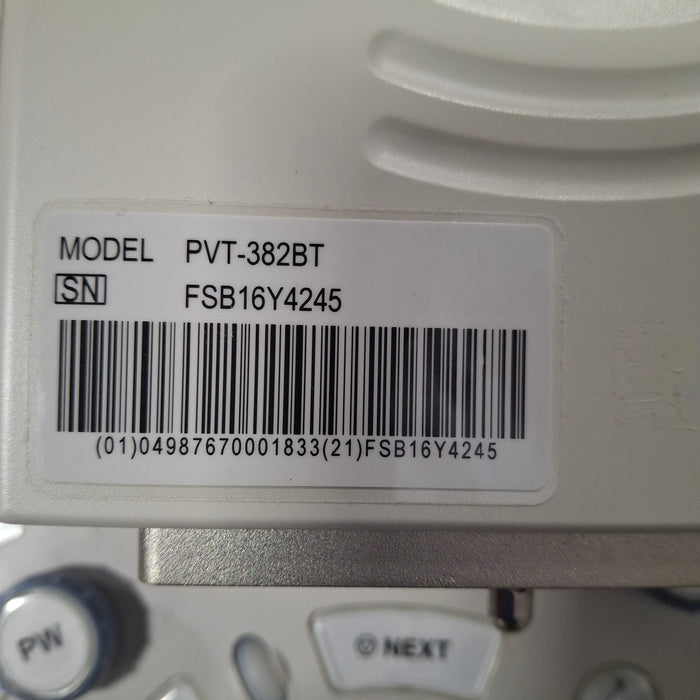 MODEL PVT-382BT
SN FSB16Y4245
(01)04987670001833(21)FSB16Y4245
PW
NEXT